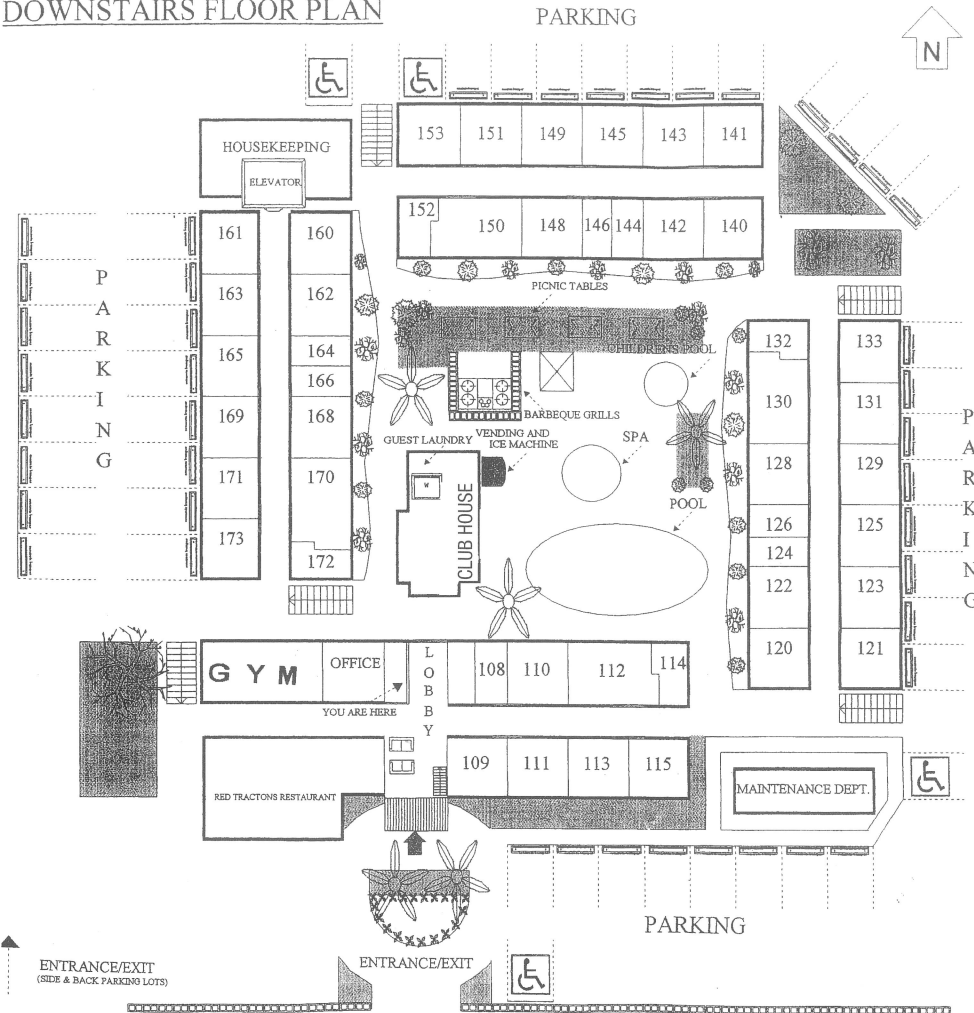 DOWNSTAIRS FLOOR PLAN
PARKING
N
153 151 149 145 143 141
HOUSEKEEPING
ELEVATOR
152 150 148 146 144 142 140
161 160
163 162
165 164
166
169 168
171 170
173 172
PARKING
PICNIC TABLES
CHILDRENS POOL
BARBEQUE GRILLS
GUEST LAUNDRY
VENDING AND
ICE MACHINE
W
CLUB HOUSE
SPA
POOL
132 133
130 131
128 129
126 125
124
122 123
120 121
PARKING
GYM
OFFICE
LOBBY
108 110 112 114
YOU ARE HERE
109 111 113 115
RED TRACTONS RESTAURANT
MAINTENANCE DEPT.
PARKING
ENTRANCE/EXIT
ENTRANCE/EXIT
(SIDE & BACK PARKING LOTS)